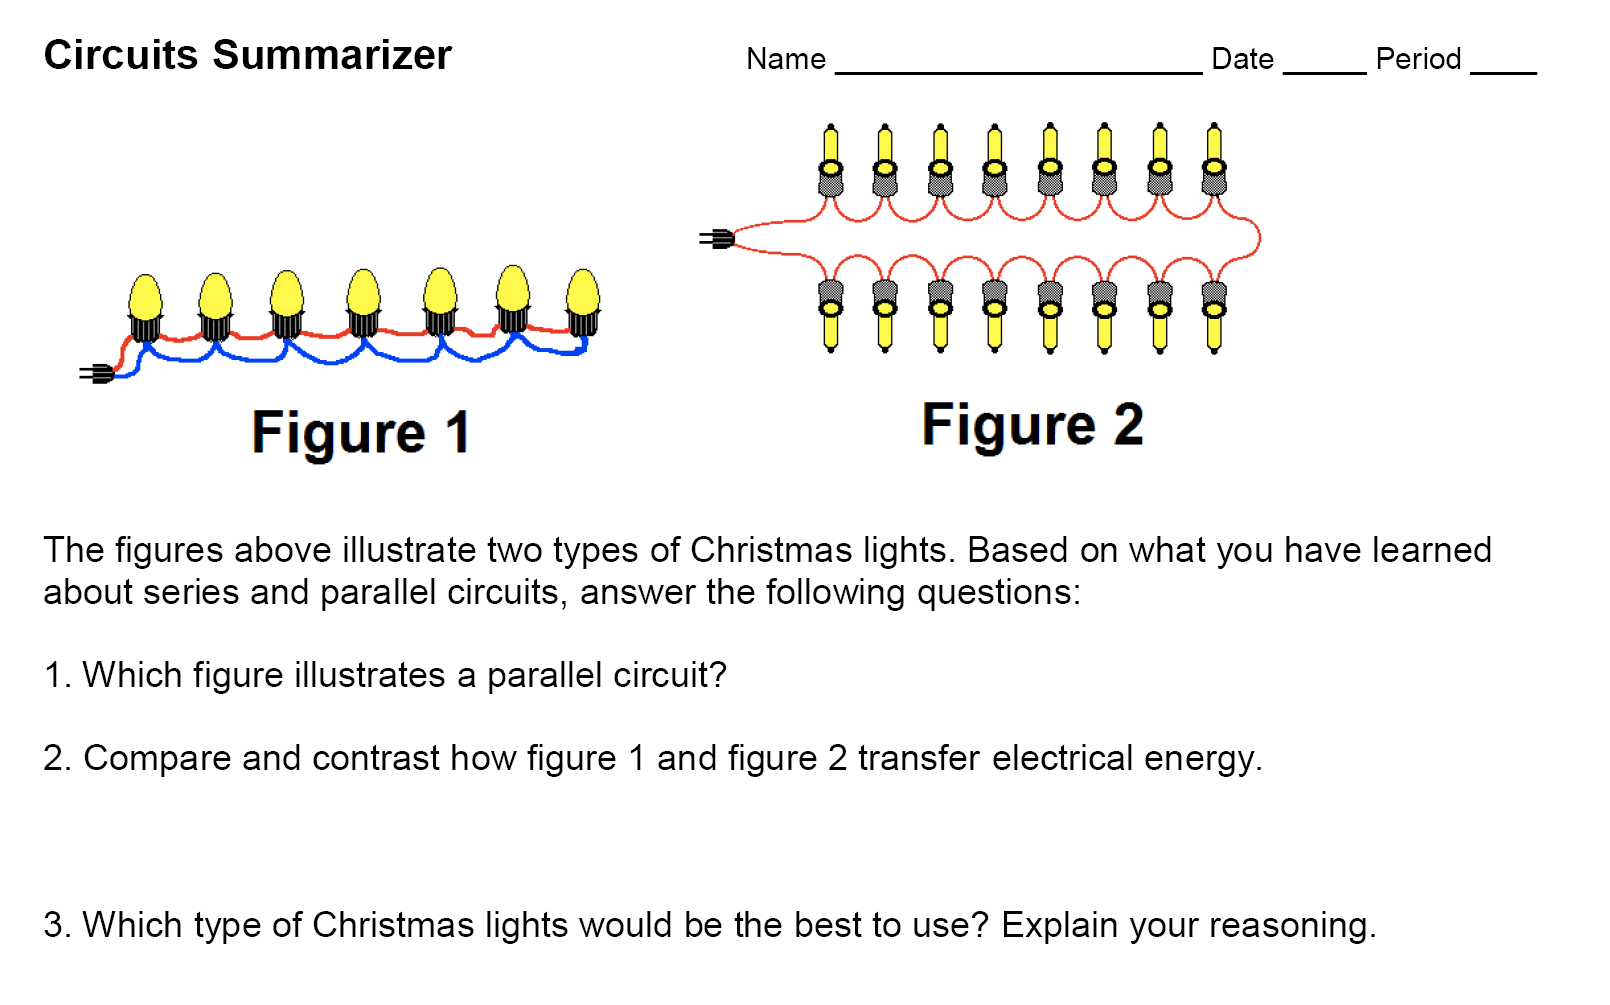 Circuits Summarizer
Name ______________________ Date _____ Period ____
Figure 1
Figure 2
The figures above illustrate two types of Christmas lights. Based on what you have learned
about series and parallel circuits, answer the following questions:
1. Which figure illustrates a parallel circuit?
2. Compare and contrast how figure 1 and figure 2 transfer electrical energy.
3. Which type of Christmas lights would be the best to use? Explain your reasoning.